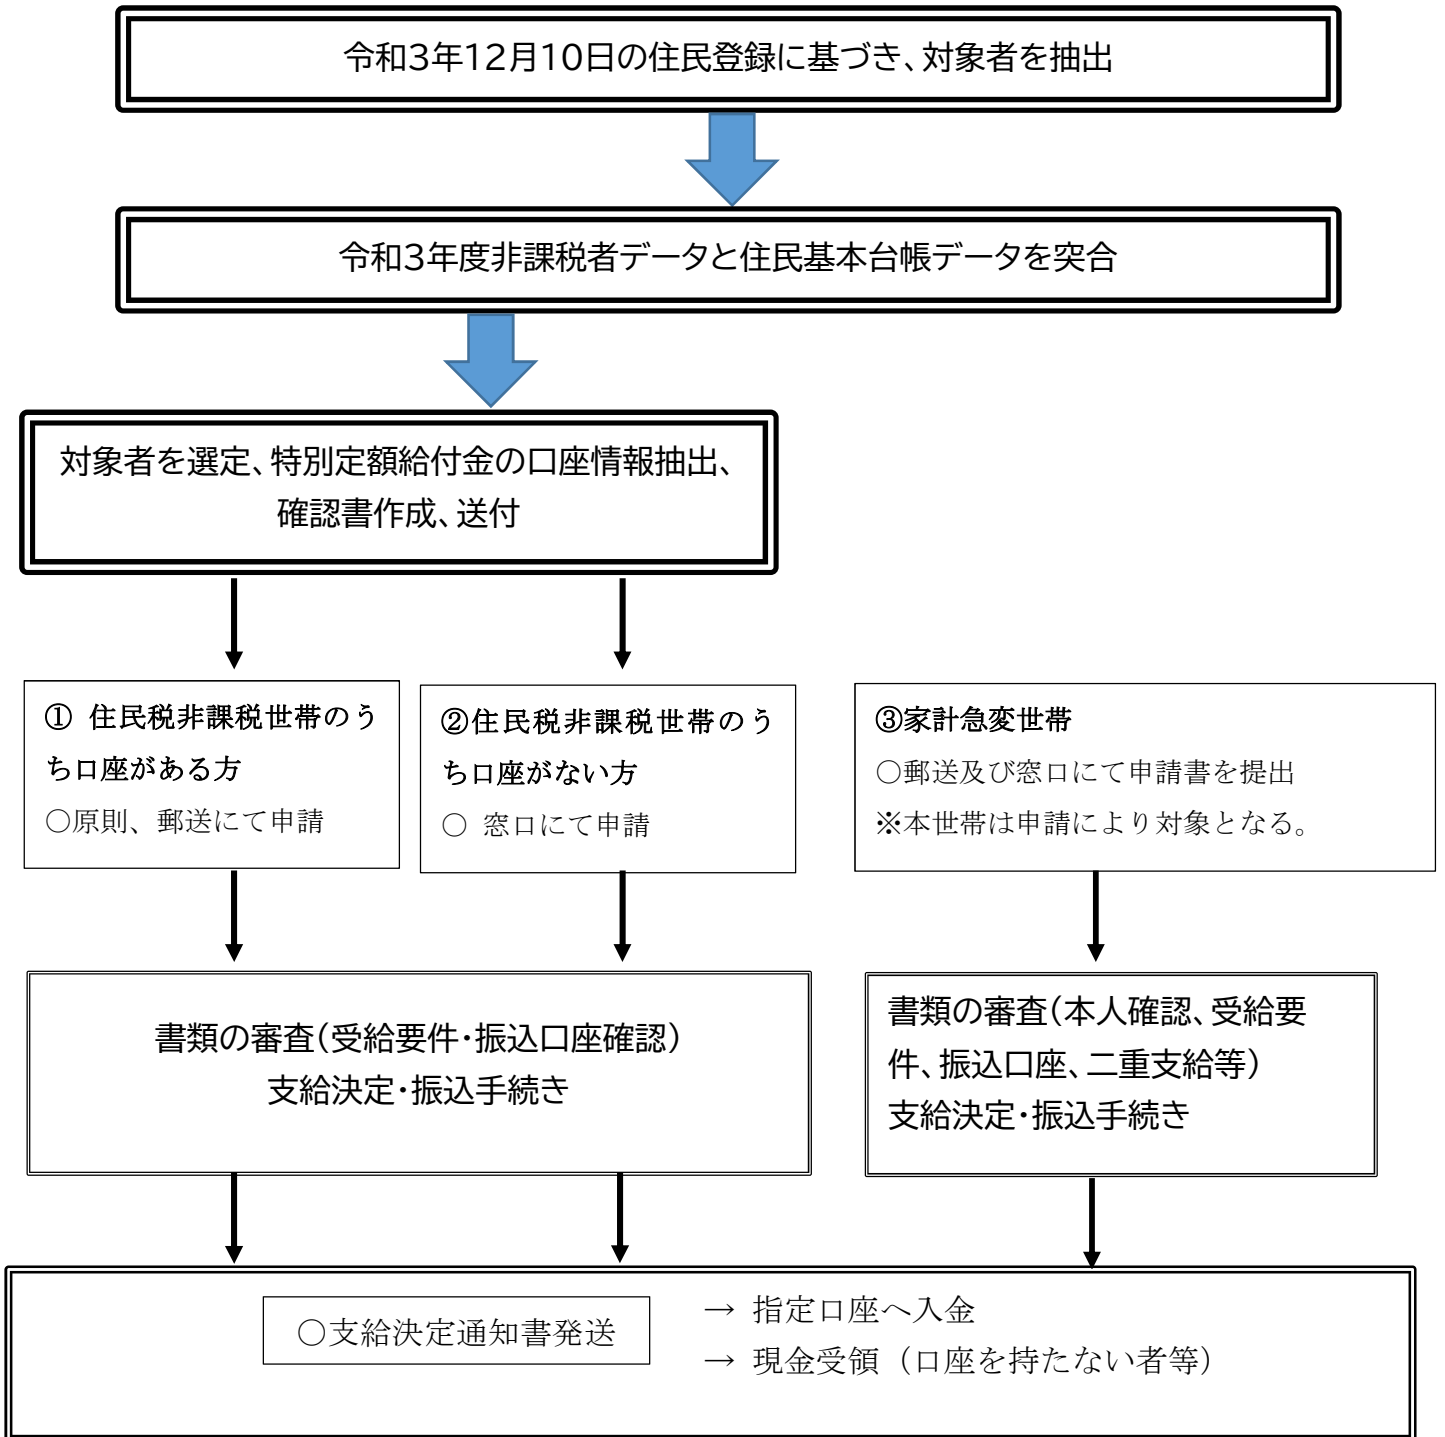 令和3年12月10日の住民登録に基づき、対象者を抽出
令和3年度非課税者データと住民基本台帳データを突合
対象者を選定、特別定額給付金の口座情報抽出、
確認書作成、送付
① 住民税非課税世帯のう
ち口座がある方
○原則、郵送にて申請
②住民税非課税世帯のう
ち口座がない方
○ 窓口にて申請
③家計急変世帯
○郵送及び窓口にて申請書を提出
※本世帯は申請により対象となる。
書類の審査(受給要件・振込口座確認)
支給決定・振込手続き
書類の審査(本人確認、受給要
件、振込口座、二重支給等)
支給決定・振込手続き
○支給決定通知書発送
→ 指定口座へ入金
→ 現金受領（口座を持たない者等）